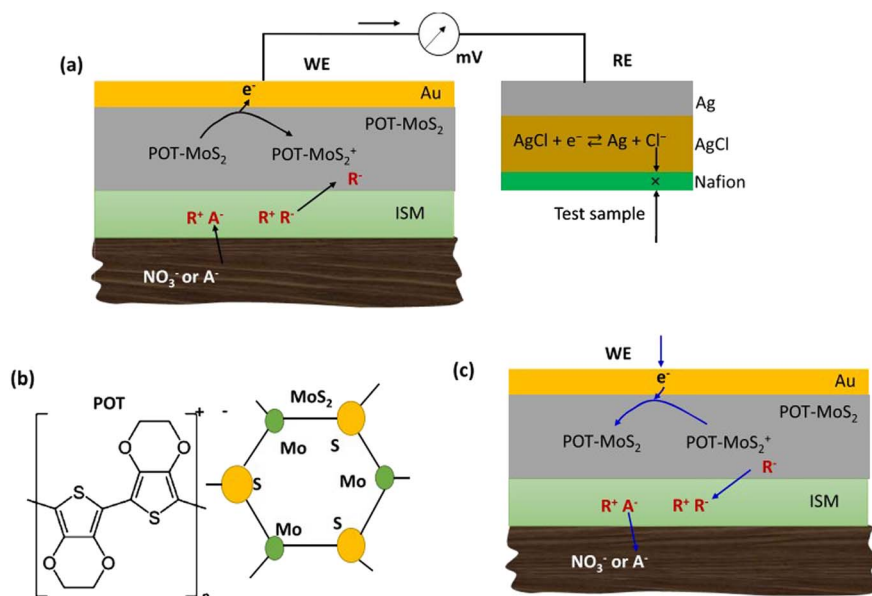 (a)
WE
mV
RE
e⁻
Au
POT-MoS₂
POT-MoS₂
POT-MoS₂⁺
R⁻
R⁺ A⁻
R⁺ R⁻
ISM
NO₃⁻ or A⁻
Ag
AgCl + e⁻ ⇄ Ag + Cl⁻
AgCl
×
Nafion
Test sample
(b)
POT
+
-
MoS₂
Mo
S
S
Mo
Mo
S
O
O
S
S
O
O
(c)
WE
e⁻
Au
POT-MoS₂
POT-MoS₂
POT-MoS₂⁺
R⁻
R⁺ A⁻
R⁺ R⁻
ISM
NO₃⁻ or A⁻